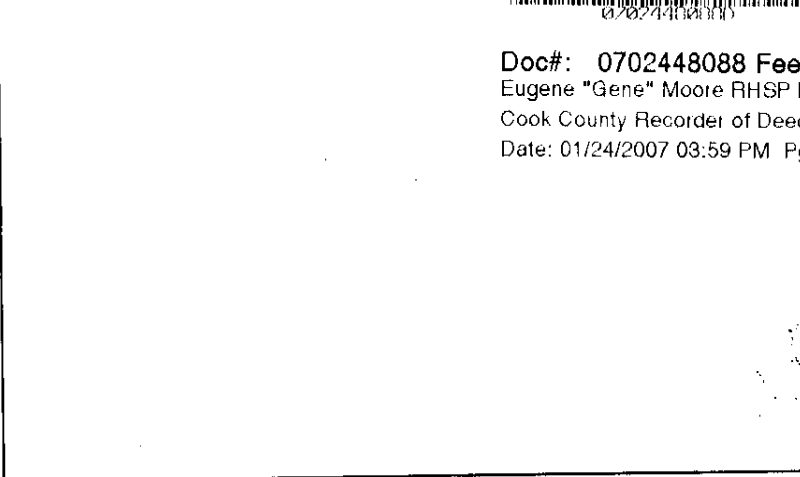 Doc#: 0702448088 Fee
Eugene "Gene" Moore RHSP
Cook County Recorder of Deed
Date: 01/24/2007 03:59 PM